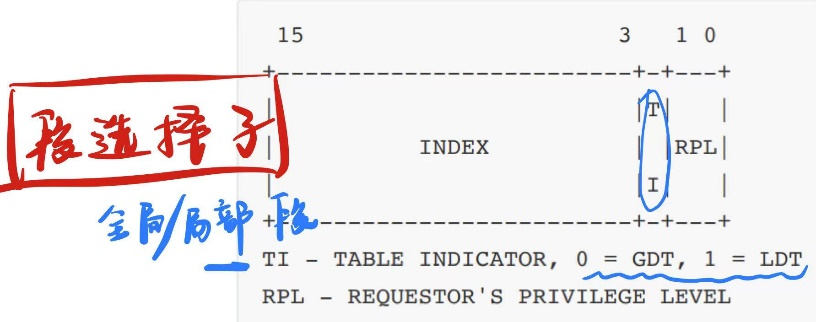 15 3 1 0
+-------------------------------+-+---+
段选择子
|T|
INDEX
RPL
|I|
全局/局部 段
+-------------------------------+-+---+
TI - TABLE INDICATOR, 0 = GDT, 1 = LDT
RPL - REQUESTOR'S PRIVILEGE LEVEL